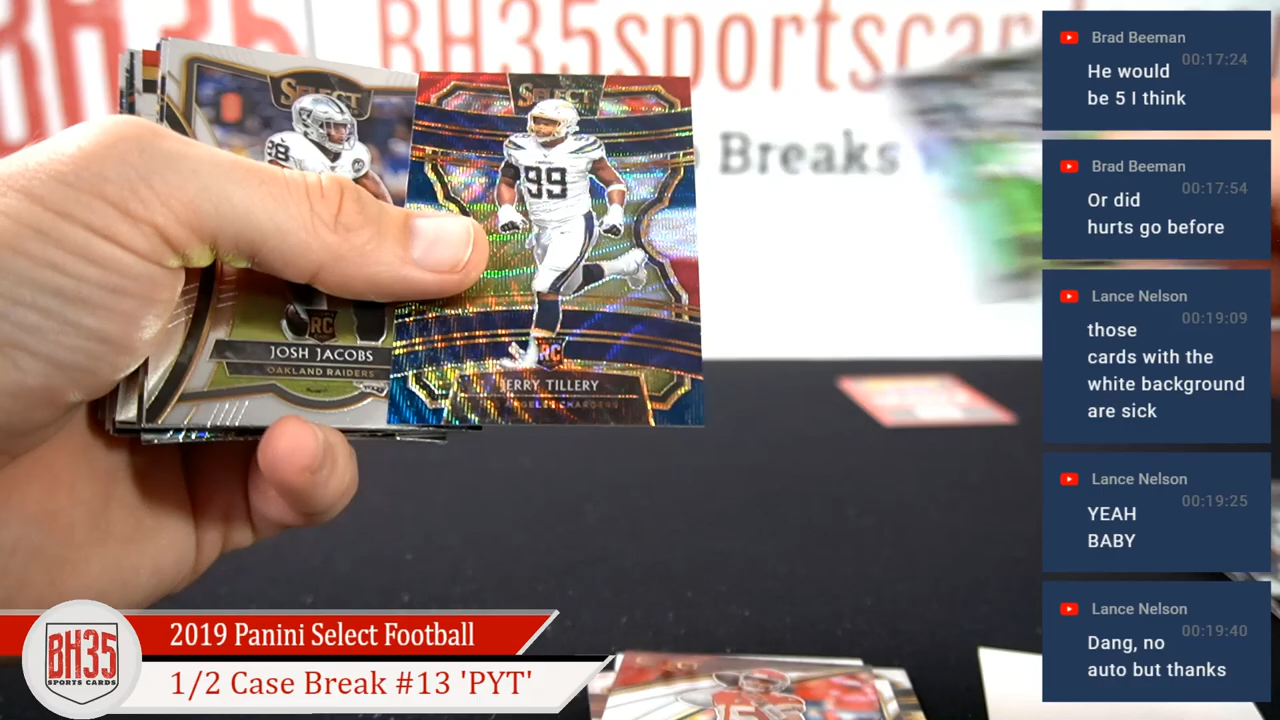 BH35sportscar
Breaks
SELECT
28
RC
JOSH JACOBS
OAKLAND RAIDERS
SELECT
99
RC
ERRY TILLERY
CHARGERS
Brad Beeman
00:17:24
He would
be 5 I think
Brad Beeman
00:17:54
Or did
hurts go before
Lance Nelson
00:19:09
those
cards with the
white background
are sick
Lance Nelson
00:19:25
YEAH
BABY
Lance Nelson
00:19:40
Dang, no
auto but thanks
BH35
SPORTS CARDS
2019 Panini Select Football
1/2 Case Break #13 'PYT'